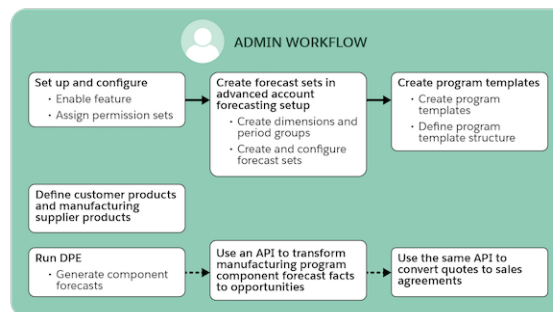 ADMIN WORKFLOW
Set up and configure
• Enable feature
• Assign permission sets
Create forecast sets in
advanced account
forecasting setup
• Create dimensions and
period groups
• Create and configure
forecast sets
Create program templates
• Create program
templates
• Define program
template structure
Define customer products
and manufacturing
supplier products
Run DPE
• Generate component
forecasts
Use an API to transform
manufacturing program
component forecast facts
to opportunities
Use the same API to
convert quotes to sales
agreements